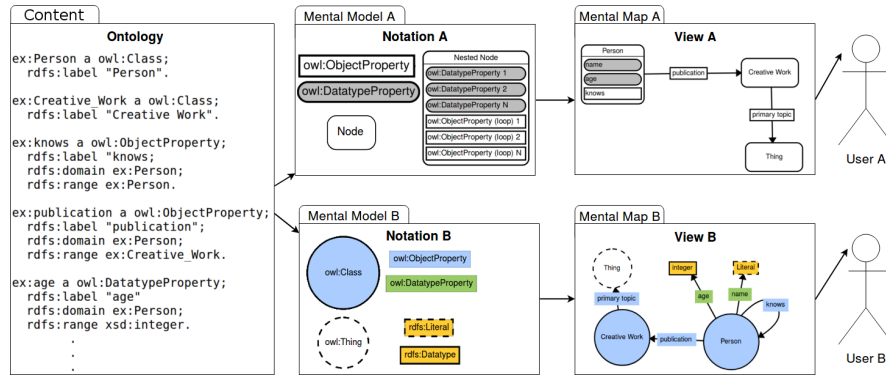 Content
Ontology
ex:Person a owl:Class;
rdfs:label "Person".
ex:Creative_Work a owl:Class;
rdfs:label "Creative Work".
ex:knows a owl:ObjectProperty;
rdfs:label "knows;
rdfs:domain ex:Person;
rdfs:range ex:Person.
ex:publication a owl:ObjectProperty;
rdfs:label "publication";
rdfs:domain ex:Person;
rdfs:range ex:Creative_Work.
ex:age a owl:DatatypeProperty;
rdfs:label "age"
rdfs:domain ex:Person;
rdfs:range xsd:integer.
.
.
.
Mental Model A
Notation A
owl:ObjectProperty
owl:DatatypeProperty
Node
Nested Node
owl:DatatypeProperty 1
owl:DatatypeProperty 2
owl:DatatypeProperty N
owl:ObjectProperty (loop) 1
owl:ObjectProperty (loop) 2
owl:ObjectProperty (loop) N
Mental Map A
View A
Person
name
age
knows
publication
Creative Work
primary topic
Thing
User A
Mental Model B
Notation B
owl:Class
owl:ObjectProperty
owl:DatatypeProperty
owl:Thing
rdfs:Literal
rdfs:Datatype
Mental Map B
View B
Thing
integer
Literal
primary topic
age
name
knows
Creative Work
publication
Person
User B